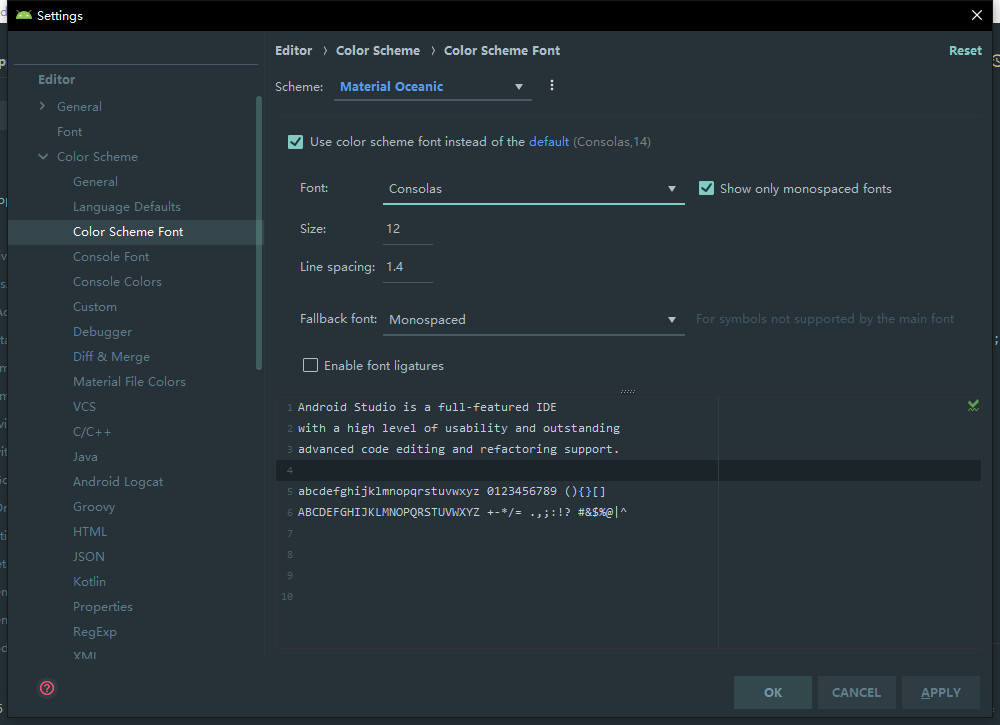 Settings
Editor › Color Scheme › Color Scheme Font
Reset
Scheme: Material Oceanic
Editor
General
Font
Color Scheme
General
Language Defaults
Color Scheme Font
Console Font
Console Colors
Custom
Debugger
Diff & Merge
Material File Colors
VCS
C/C++
Java
Android Logcat
Groovy
HTML
JSON
Kotlin
Properties
RegExp
XML
Use color scheme font instead of the default (Consolas,14)
Font: Consolas
Show only monospaced fonts
Size: 12
Line spacing: 1.4
Fallback font: Monospaced
For symbols not supported by the main font
Enable font ligatures
1 Android Studio is a full-featured IDE
2 with a high level of usability and outstanding
3 advanced code editing and refactoring support.
4
5 abcdefghijklmnopqrstuvwxyz 0123456789 (){}[]
6 ABCDEFGHIJKLMNOPQRSTUVWXYZ +-*/= .,;:!? #&$%@|^
7
8
9
10
?
OK
CANCEL
APPLY